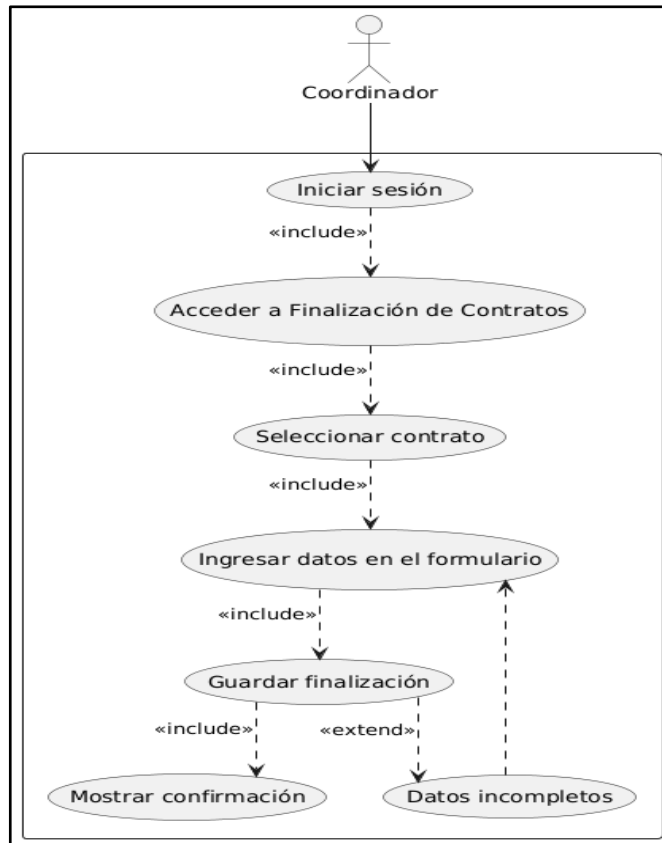 Coordinador
Iniciar sesión
«include»
Acceder a Finalización de Contratos
«include»
Seleccionar contrato
«include»
Ingresar datos en el formulario
«include»
Guardar finalización
«include»
«extend»
Mostrar confirmación
Datos incompletos